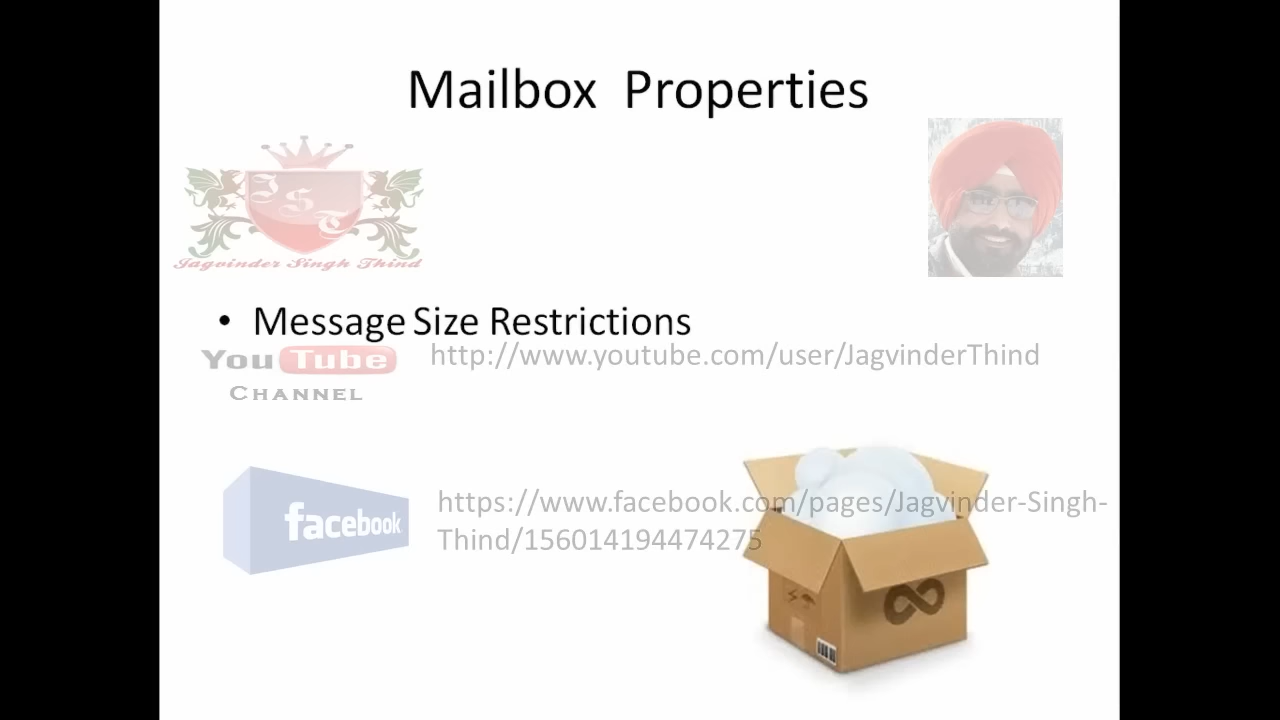 Mailbox Properties
JST
Jagvinder Singh Thind
• Message Size Restrictions
YouTube
http://www.youtube.com/user/JagvinderThind
CHANNEL
https://www.facebook.com/pages/Jagvinder-Singh-
facebook
Thind/156014194474275